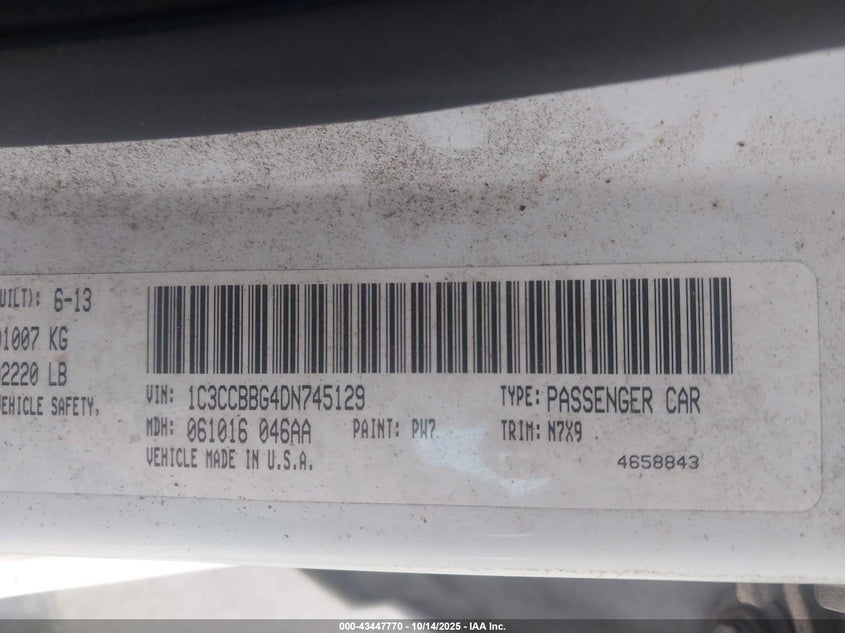 UILT): 6-13
1007 KG
2220 LB
EHICLE SAFETY,
VIN: 1C3CCBBG4DN745129
TYPE: PASSENGER CAR
MDH: 061016 046AA
PAINT: PW7
TRIM: N7X9
VEHICLE MADE IN U.S.A.
4658843
000-43447770 - 10/14/2025 - IAA Inc.